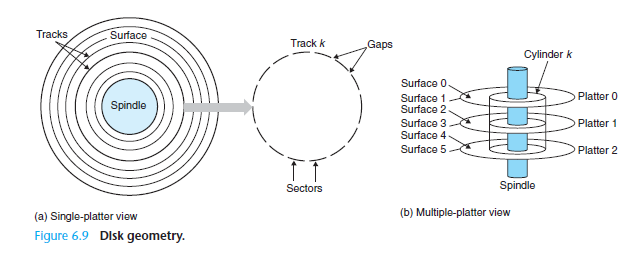 Tracks
Surface
Spindle
Track k
Gaps
Sectors
(a) Single-platter view
Cylinder k
Surface 0
Surface 1
Surface 2
Surface 3
Surface 4
Surface 5
Platter 0
Platter 1
Platter 2
Spindle
(b) Multiple-platter view
Figure 6.9 Disk geometry.